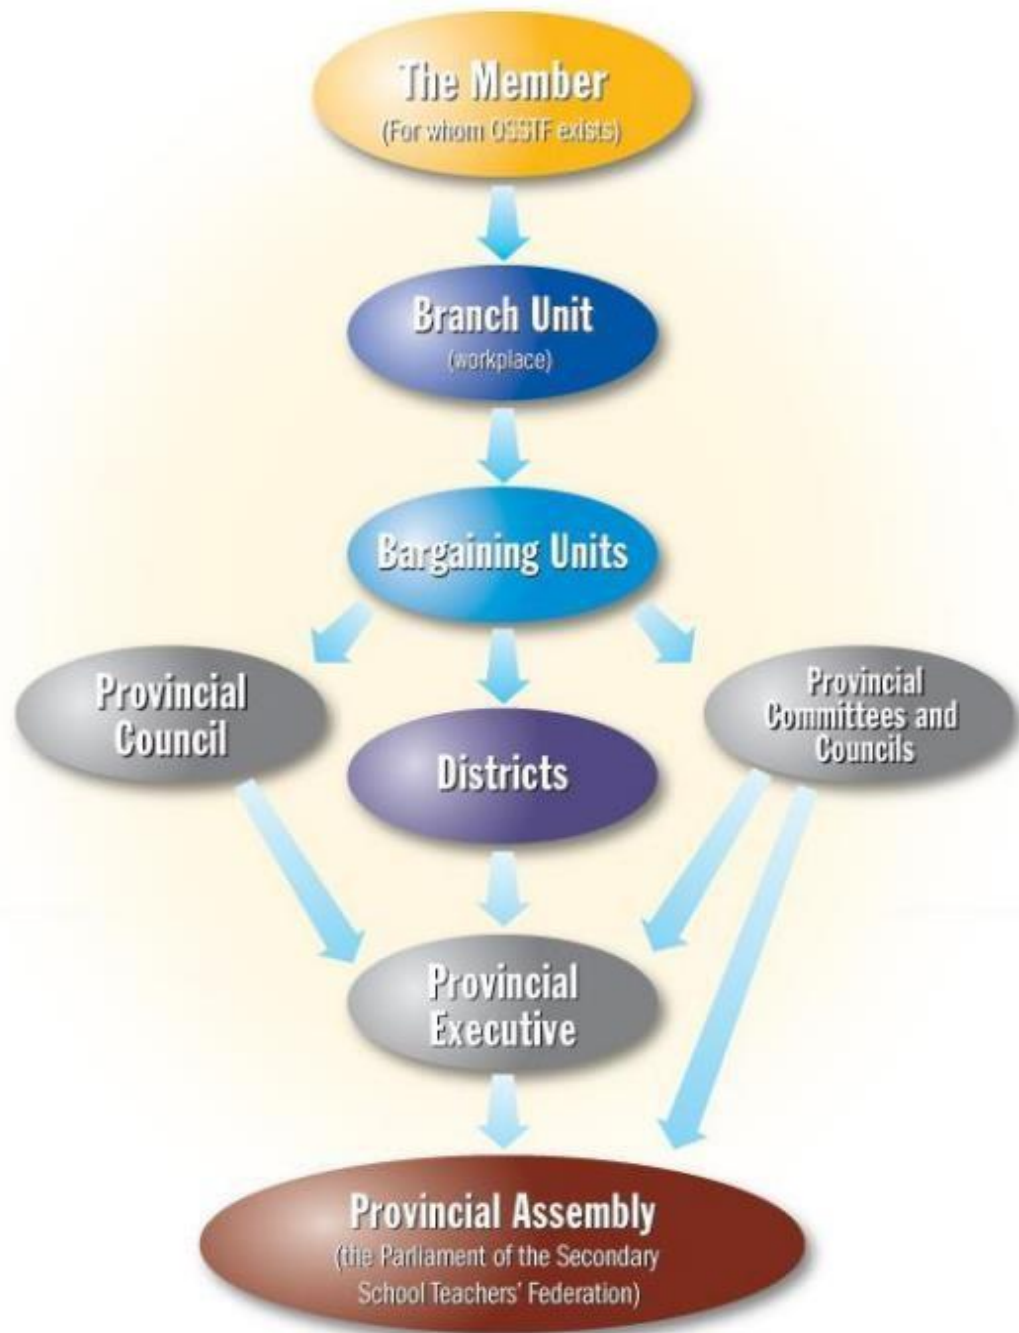 The Member
(For whom OSSTF exists)
Branch Unit
(workplace)
Bargaining Units
Provincial
Council
Districts
Provincial
Committees and
Councils
Provincial
Executive
Provincial Assembly
(the Parliament of the Secondary
School Teachers' Federation)